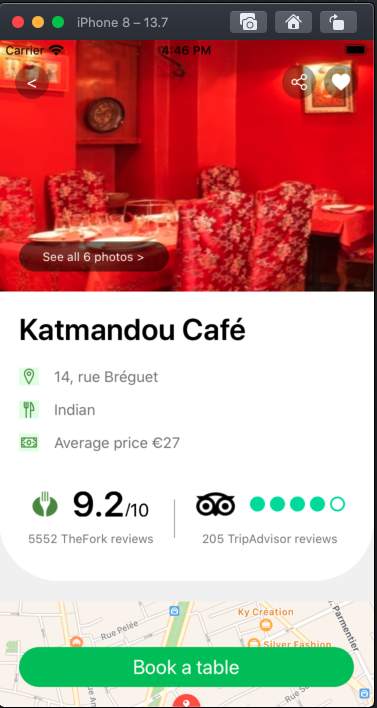 iPhone 8 – 13.7
Carrier 4:46 PM
<
See all 6 photos >
Katmandou Café
14, rue Bréguet
Indian
Average price €27
9.2/10
5552 TheFork reviews
205 TripAdvisor reviews
Ky Création
Rue Pelée
Parmentier
Silver Fashion
Book a table